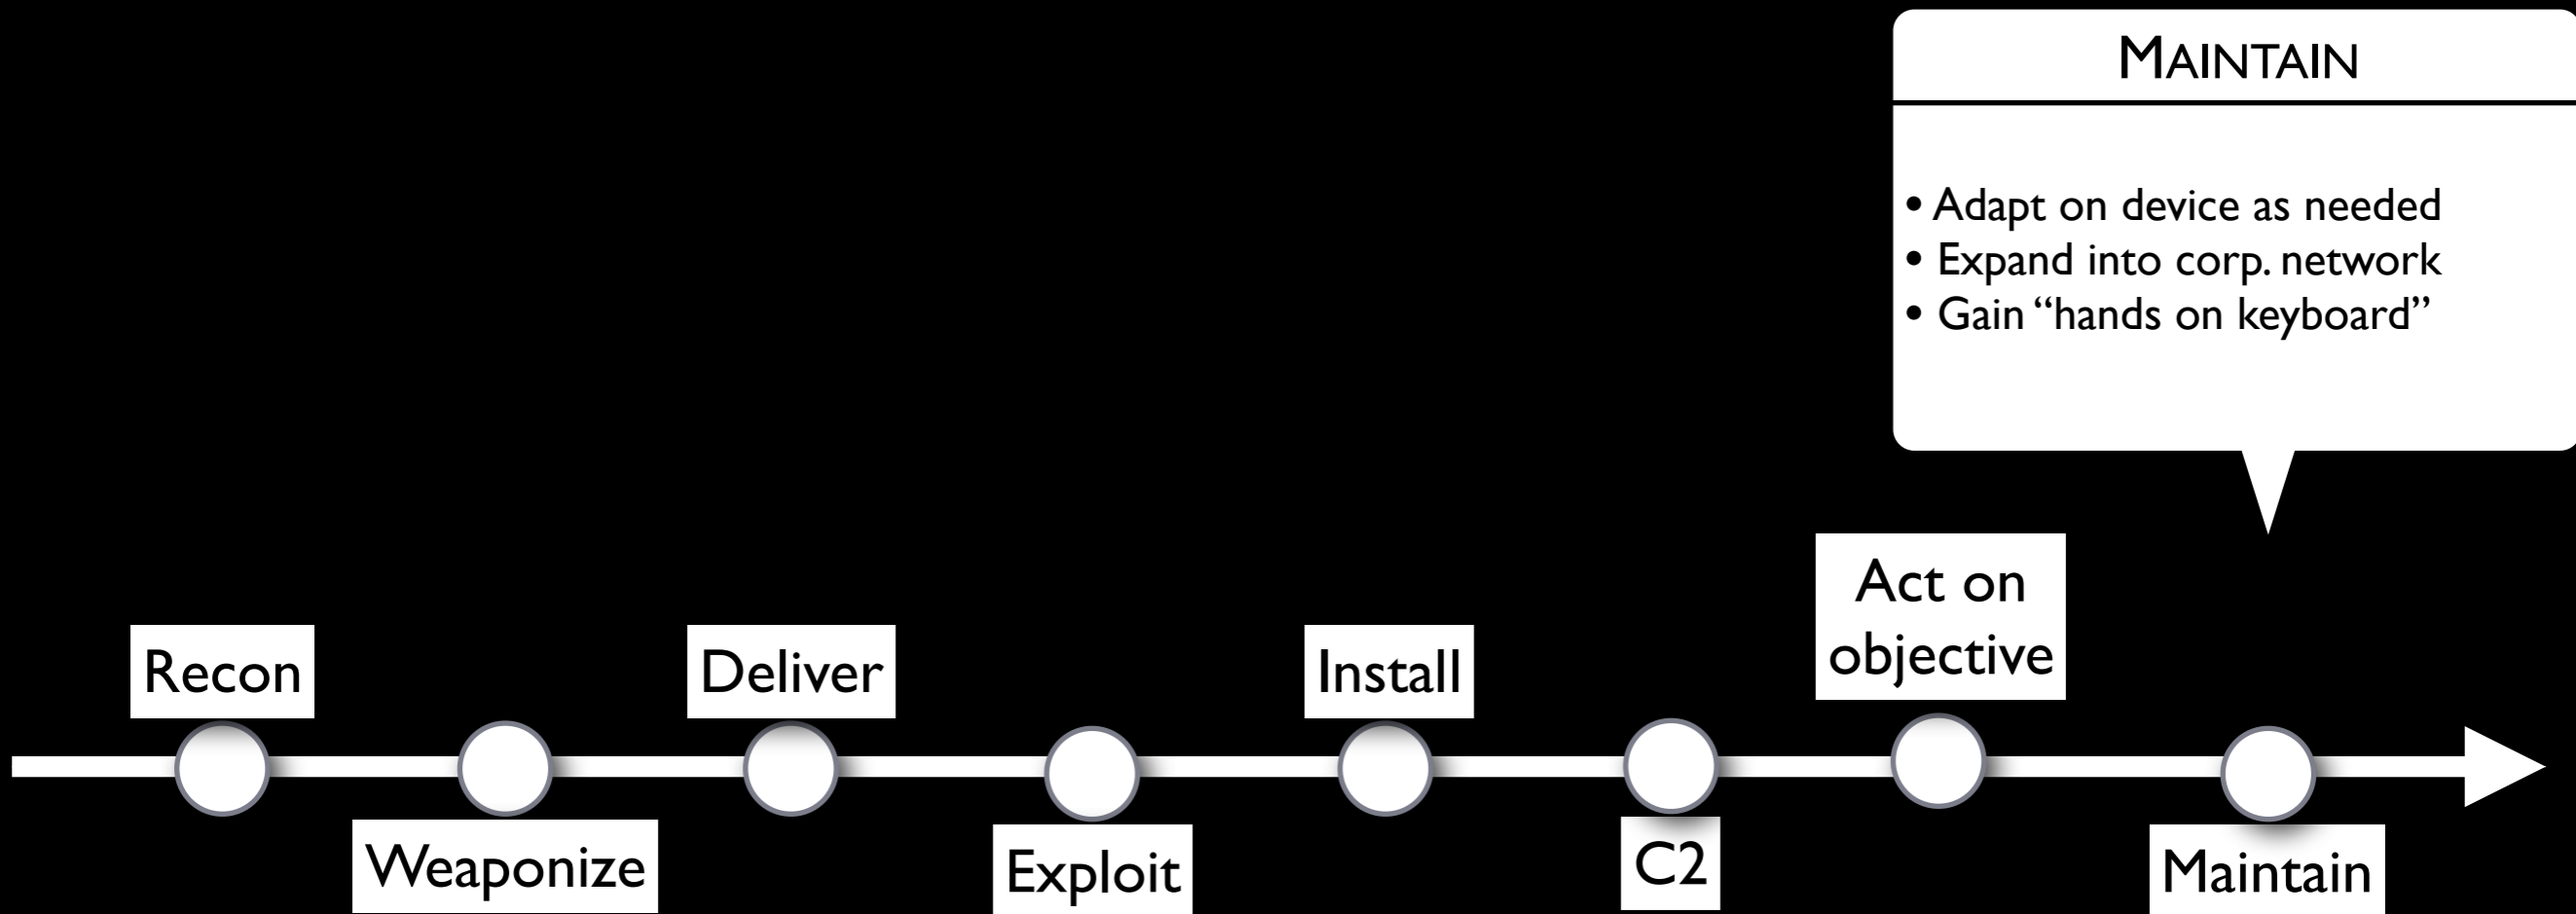 MAINTAIN
• Adapt on device as needed
• Expand into corp. network
• Gain “hands on keyboard”
Act on
objective
Recon
Deliver
Install
Weaponize
Exploit
C2
Maintain